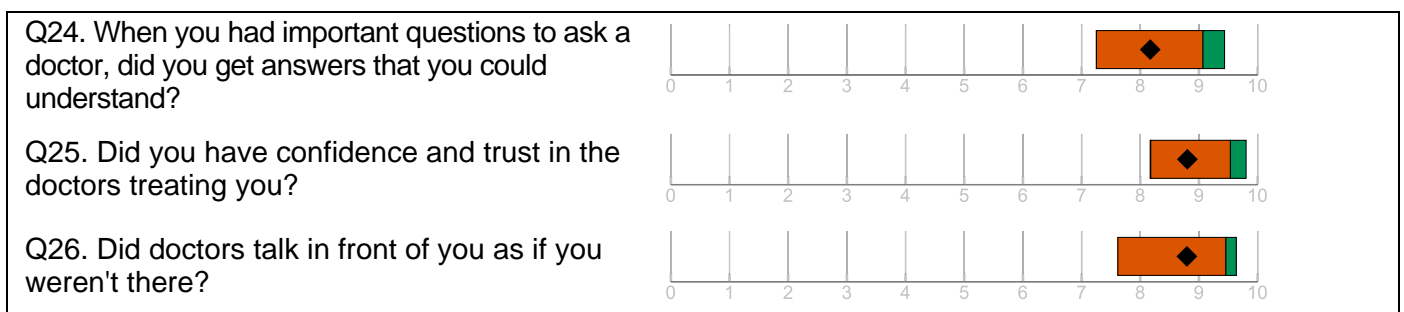 Q24. When you had important questions to ask a
doctor, did you get answers that you could
understand?
0 1 2 3 4 5 6 7 8 9 10
Q25. Did you have confidence and trust in the
doctors treating you?
0 1 2 3 4 5 6 7 8 9 10
Q26. Did doctors talk in front of you as if you
weren't there?
0 1 2 3 4 5 6 7 8 9 10